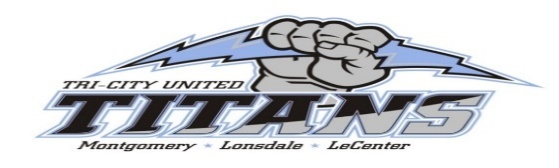 TRI-CITY UNITED
TITANS
Montgomery * Lonsdale * LeCenter